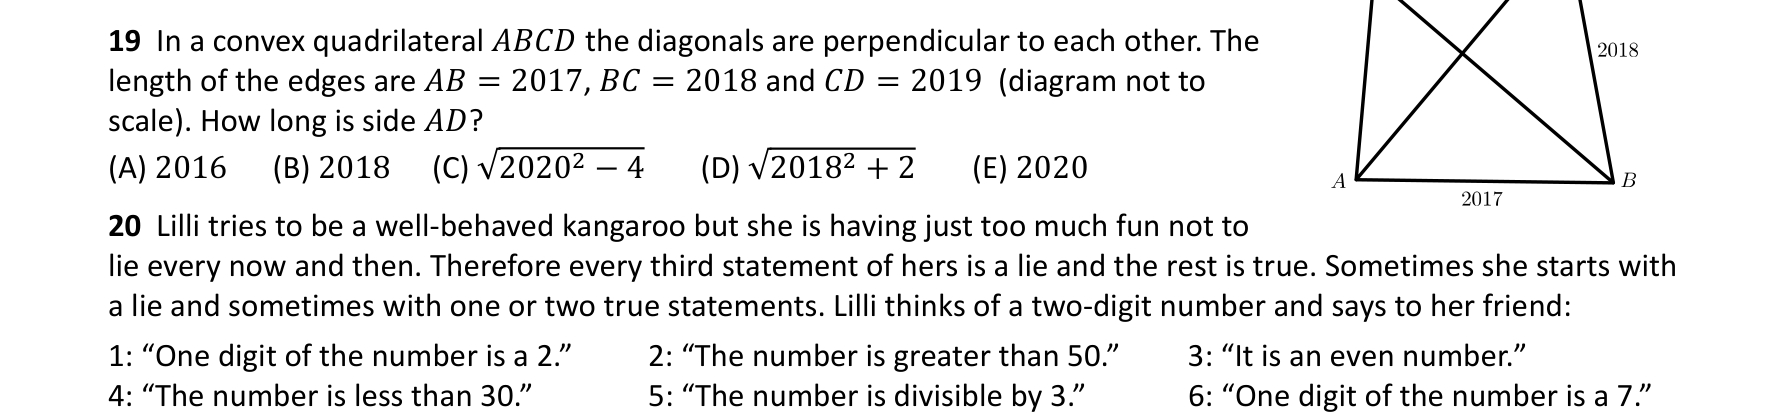 19 In a convex quadrilateral ABCD the diagonals are perpendicular to each other. The
length of the edges are AB = 2017, BC = 2018 and CD = 2019 (diagram not to
scale). How long is side AD?
(A) 2016 (B) 2018 (C) √2020² − 4 (D) √2018² + 2 (E) 2020
2018
A
B
2017
20 Lilli tries to be a well-behaved kangaroo but she is having just too much fun not to
lie every now and then. Therefore every third statement of hers is a lie and the rest is true. Sometimes she starts with
a lie and sometimes with one or two true statements. Lilli thinks of a two-digit number and says to her friend:
1: “One digit of the number is a 2.” 2: “The number is greater than 50.” 3: “It is an even number.”
4: “The number is less than 30.” 5: “The number is divisible by 3.” 6: “One digit of the number is a 7.”